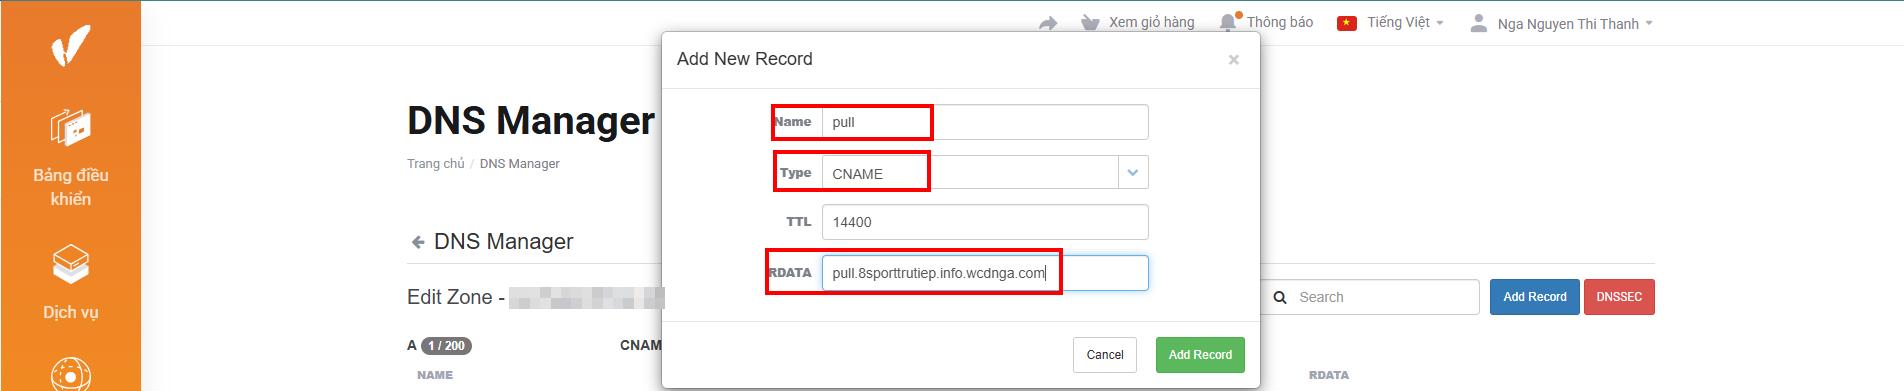 Xem giỏ hàng
Thông báo
Tiếng Việt
Nga Nguyen Thi Thanh
Bảng điều
khiển
Dịch vụ
DNS Manager
Trang chủ / DNS Manager
DNS Manager
Edit Zone -
Search
Add Record
DNSSEC
A 1 / 200
CNAM
NAME
RDATA
Add New Record
×
Name
pull
Type
CNAME
TTL
14400
RDATA
pull.8sporttrutiep.info.wcdnga.com
Cancel
Add Record